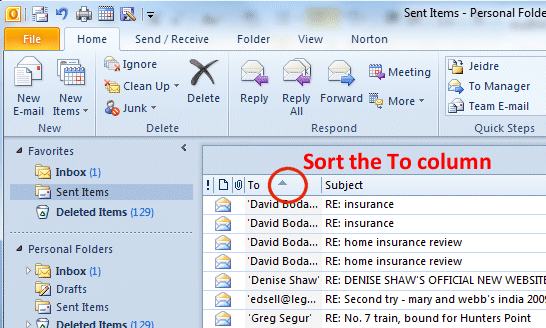 Sent Items - Personal Folde
File Home Send / Receive Folder View Norton
New E-mail
New Items
New
Ignore
Clean Up
Junk
Delete
Delete
Reply
Reply All
Forward
Meeting
More
Respond
Jeidre
To Manager
Team E-mail
Quick Steps
Favorites
Inbox (1)
Sent Items
Deleted Items (129)
Personal Folders
Inbox (1)
Drafts
Sent Items
Deleted Items (129)
Sort the To column
! To Subject
'David Boda... RE: insurance
'David Boda... RE: insurance
'David Boda... RE: home insurance review
'David Boda... RE: home insurance review
'Denise Shaw' RE: DENISE SHAW'S OFFICIAL NEW WEBSITE
'edsell@leg... RE: Second try - mary and webb's india 200
'Greg Segur' RE: No. 7 train, bound for Hunters Point